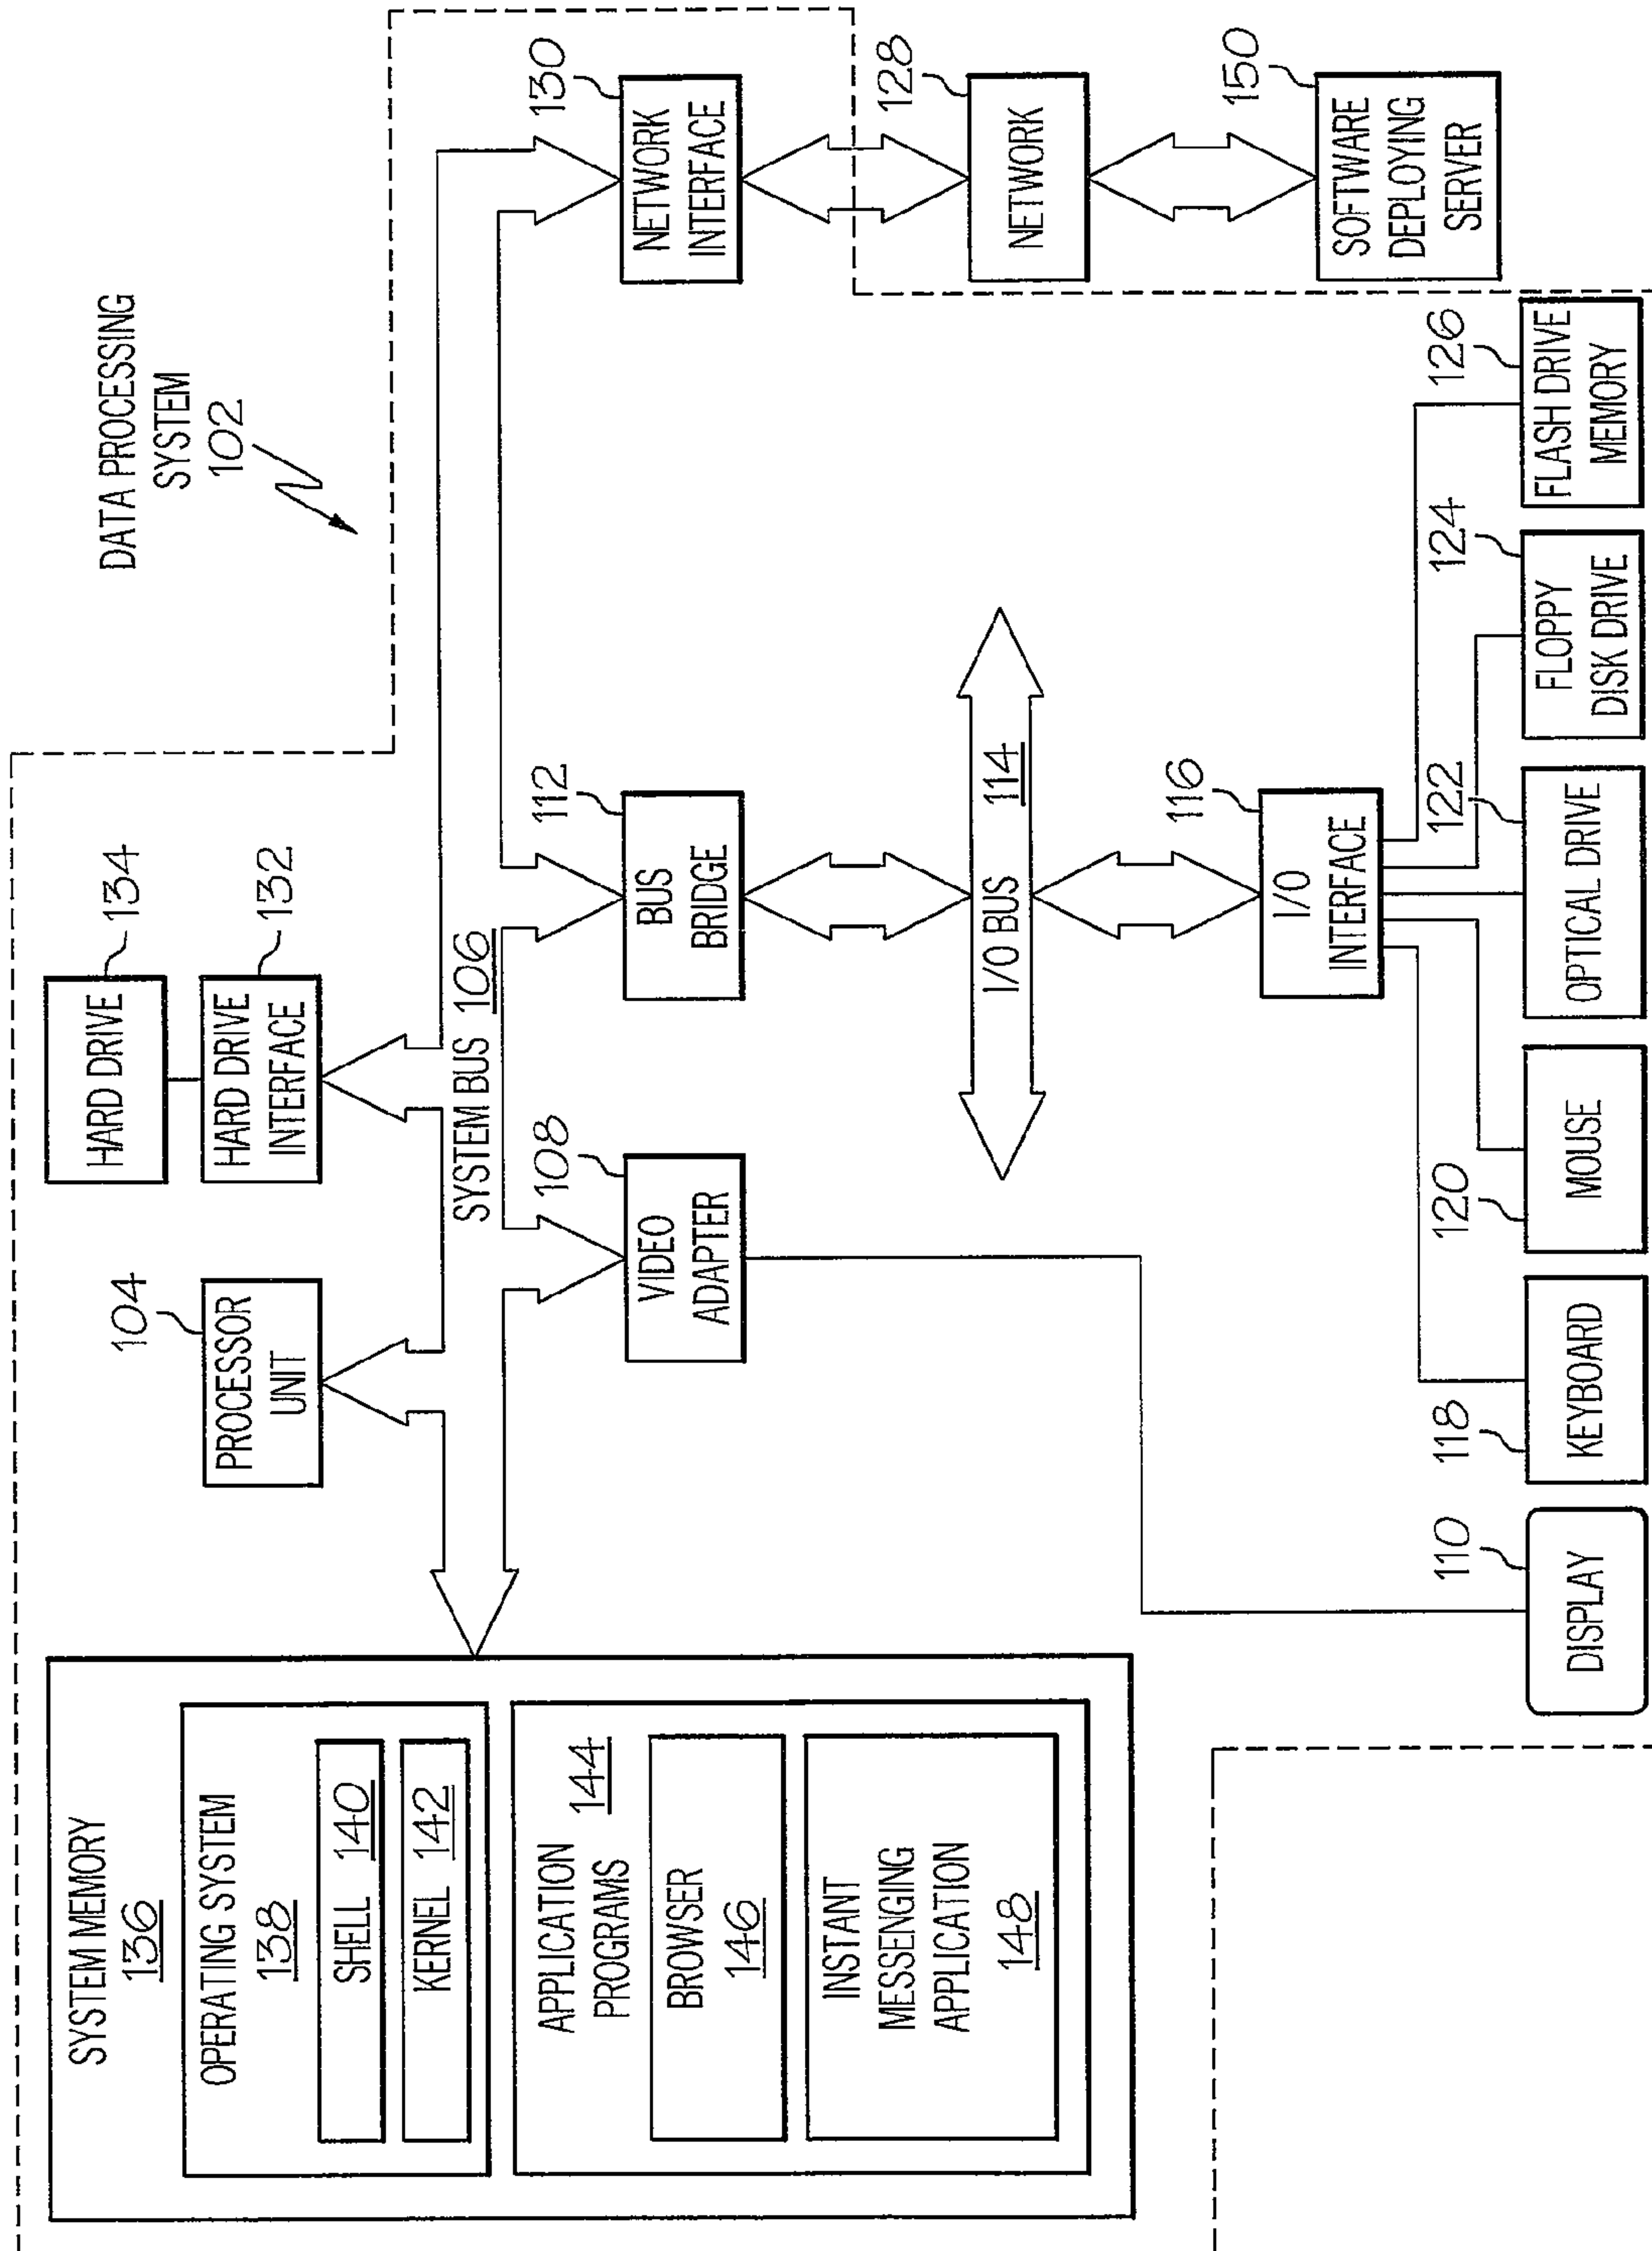 DATA PROCESSING
SYSTEM
102
SYSTEM MEMORY
136
OPERATING SYSTEM
138
SHELL 140
KERNEL 142
APPLICATION
PROGRAMS
144
BROWSER
146
INSTANT
MESSENGING
APPLICATION
148
104
PROCESSOR
UNIT
HARD DRIVE
134
HARD DRIVE
INTERFACE
132
SYSTEM BUS 106
108
VIDEO
ADAPTER
112
BUS
BRIDGE
130
NETWORK
INTERFACE
128
NETWORK
150
SOFTWARE
DEPLOYING
SERVER
I/O BUS 114
116
I/O
INTERFACE
110
DISPLAY
118
KEYBOARD
120
MOUSE
122
OPTICAL DRIVE
124
FLOPPY
DISK DRIVE
126
FLASH DRIVE
MEMORY